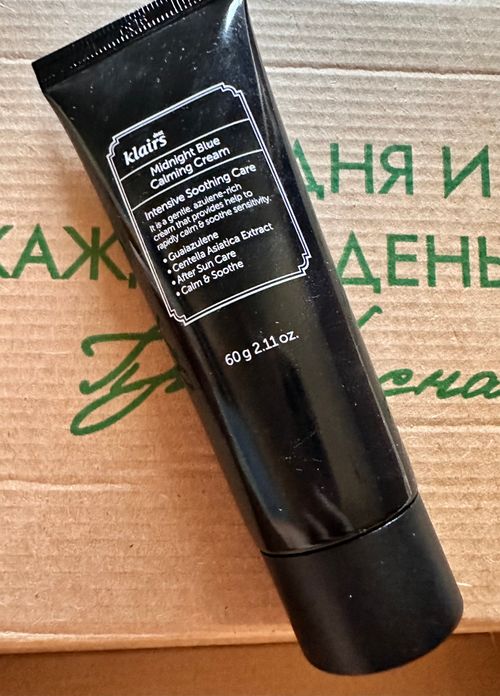 dear
klairs
Midnight Blue
Calming Cream
Intensive Soothing Care
It is a gentle, azulene-rich
cream that provides help to
rapidly calm & soothe sensitivity.
• Guaiazulene
• Centella Asiatica Extract
• After Sun Care
• Calm & Soothe
60 g 2.11 oz.
ДНЯ И
ДЕНЬ